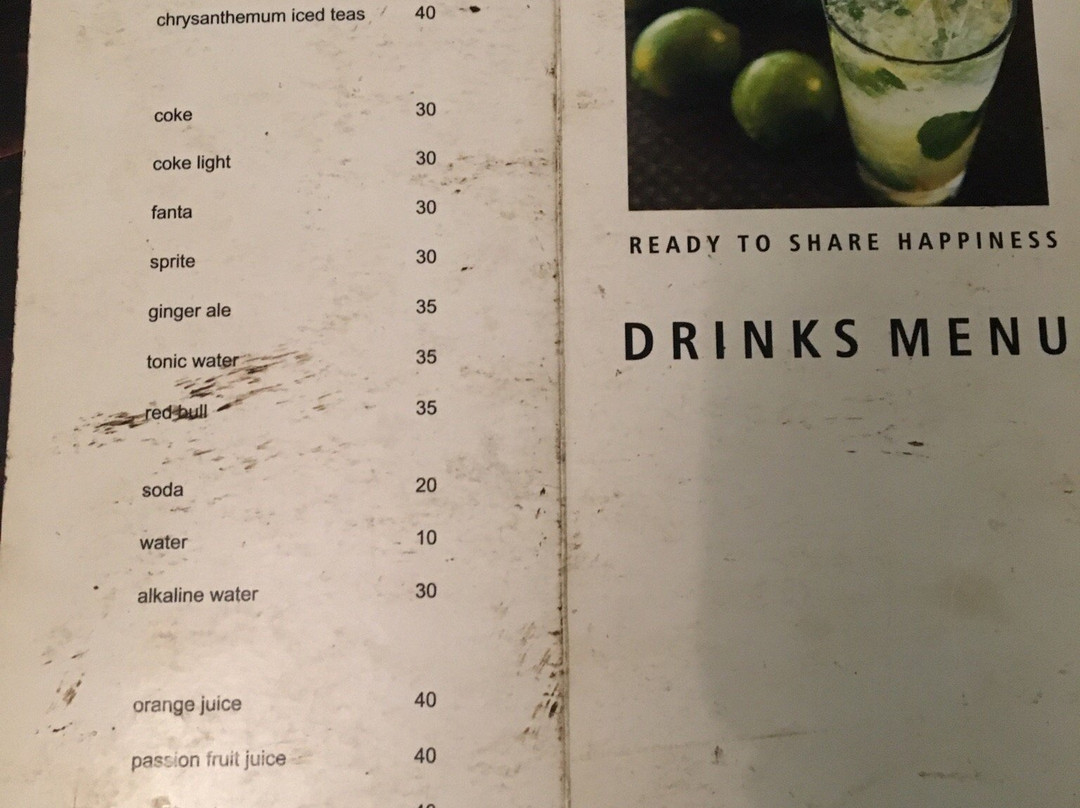 chrysanthemum iced teas 40
coke 30
coke light 30
fanta 30
sprite 30
ginger ale 35
tonic water 35
red bull 35
soda 20
water 10
alkaline water 30
orange juice 40
passion fruit juice 40
READY TO SHARE HAPPINESS
DRINKS MENU